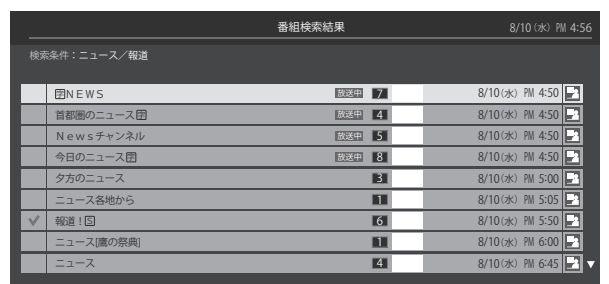 番組検索結果 8/10(水) PM 4:56
検索条件：ニュース／報道
字NEWS 放送中 7 8/10(水) PM 4:50
首都圏のニュース字 放送中 4 8/10(水) PM 4:50
Newsチャンネル 放送中 5 8/10(水) PM 4:50
今日のニュース字 放送中 8 8/10(水) PM 4:50
夕方のニュース 3 8/10(水) PM 5:00
ニュース各地から 1 8/10(水) PM 5:05
報道！S 6 8/10(水) PM 5:50
ニュース[鷹の祭典] 1 8/10(水) PM 6:00
ニュース 4 8/10(水) PM 6:45